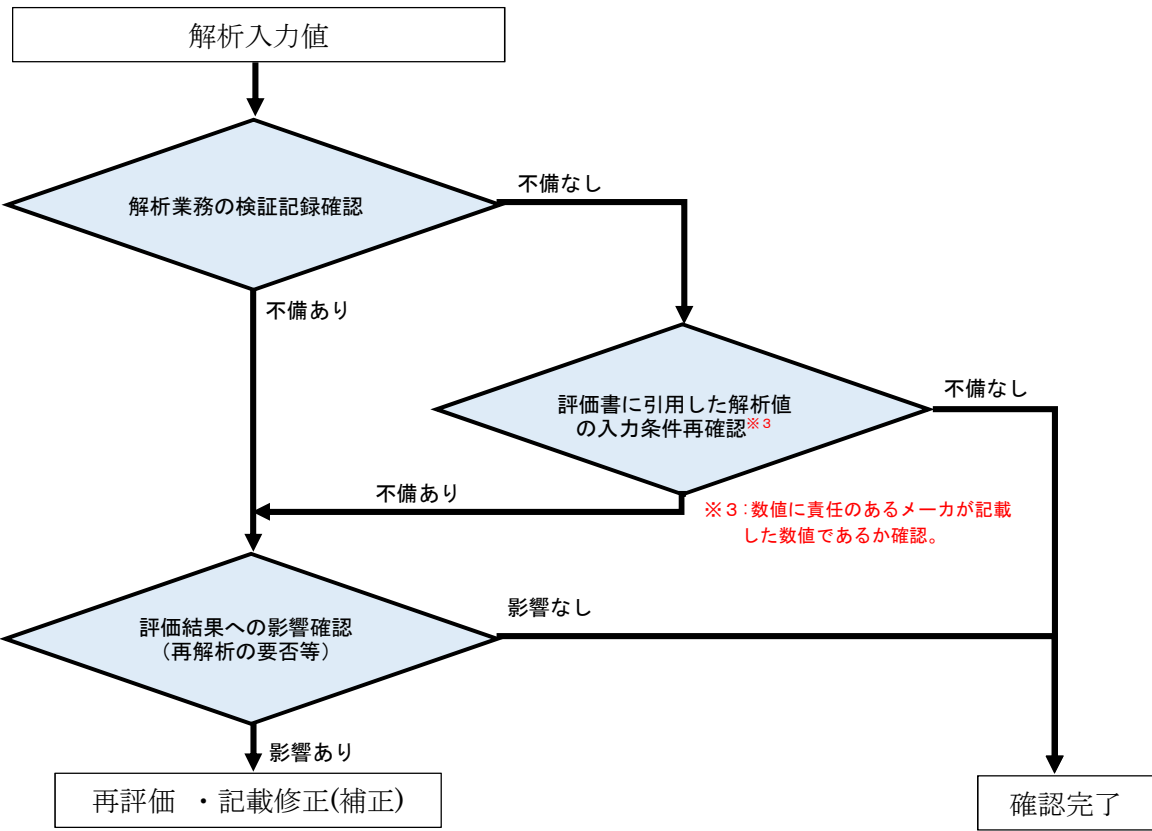 解析入力値
解析業務の検証記録確認
不備なし
不備あり
評価書に引用した解析値
の入力条件再確認※3
不備なし
不備あり
※3:数値に責任のあるメーカが記載
した数値であるか確認。
評価結果への影響確認
(再解析の要否等)
影響なし
影響あり
再評価 ・記載修正(補正)
確認完了